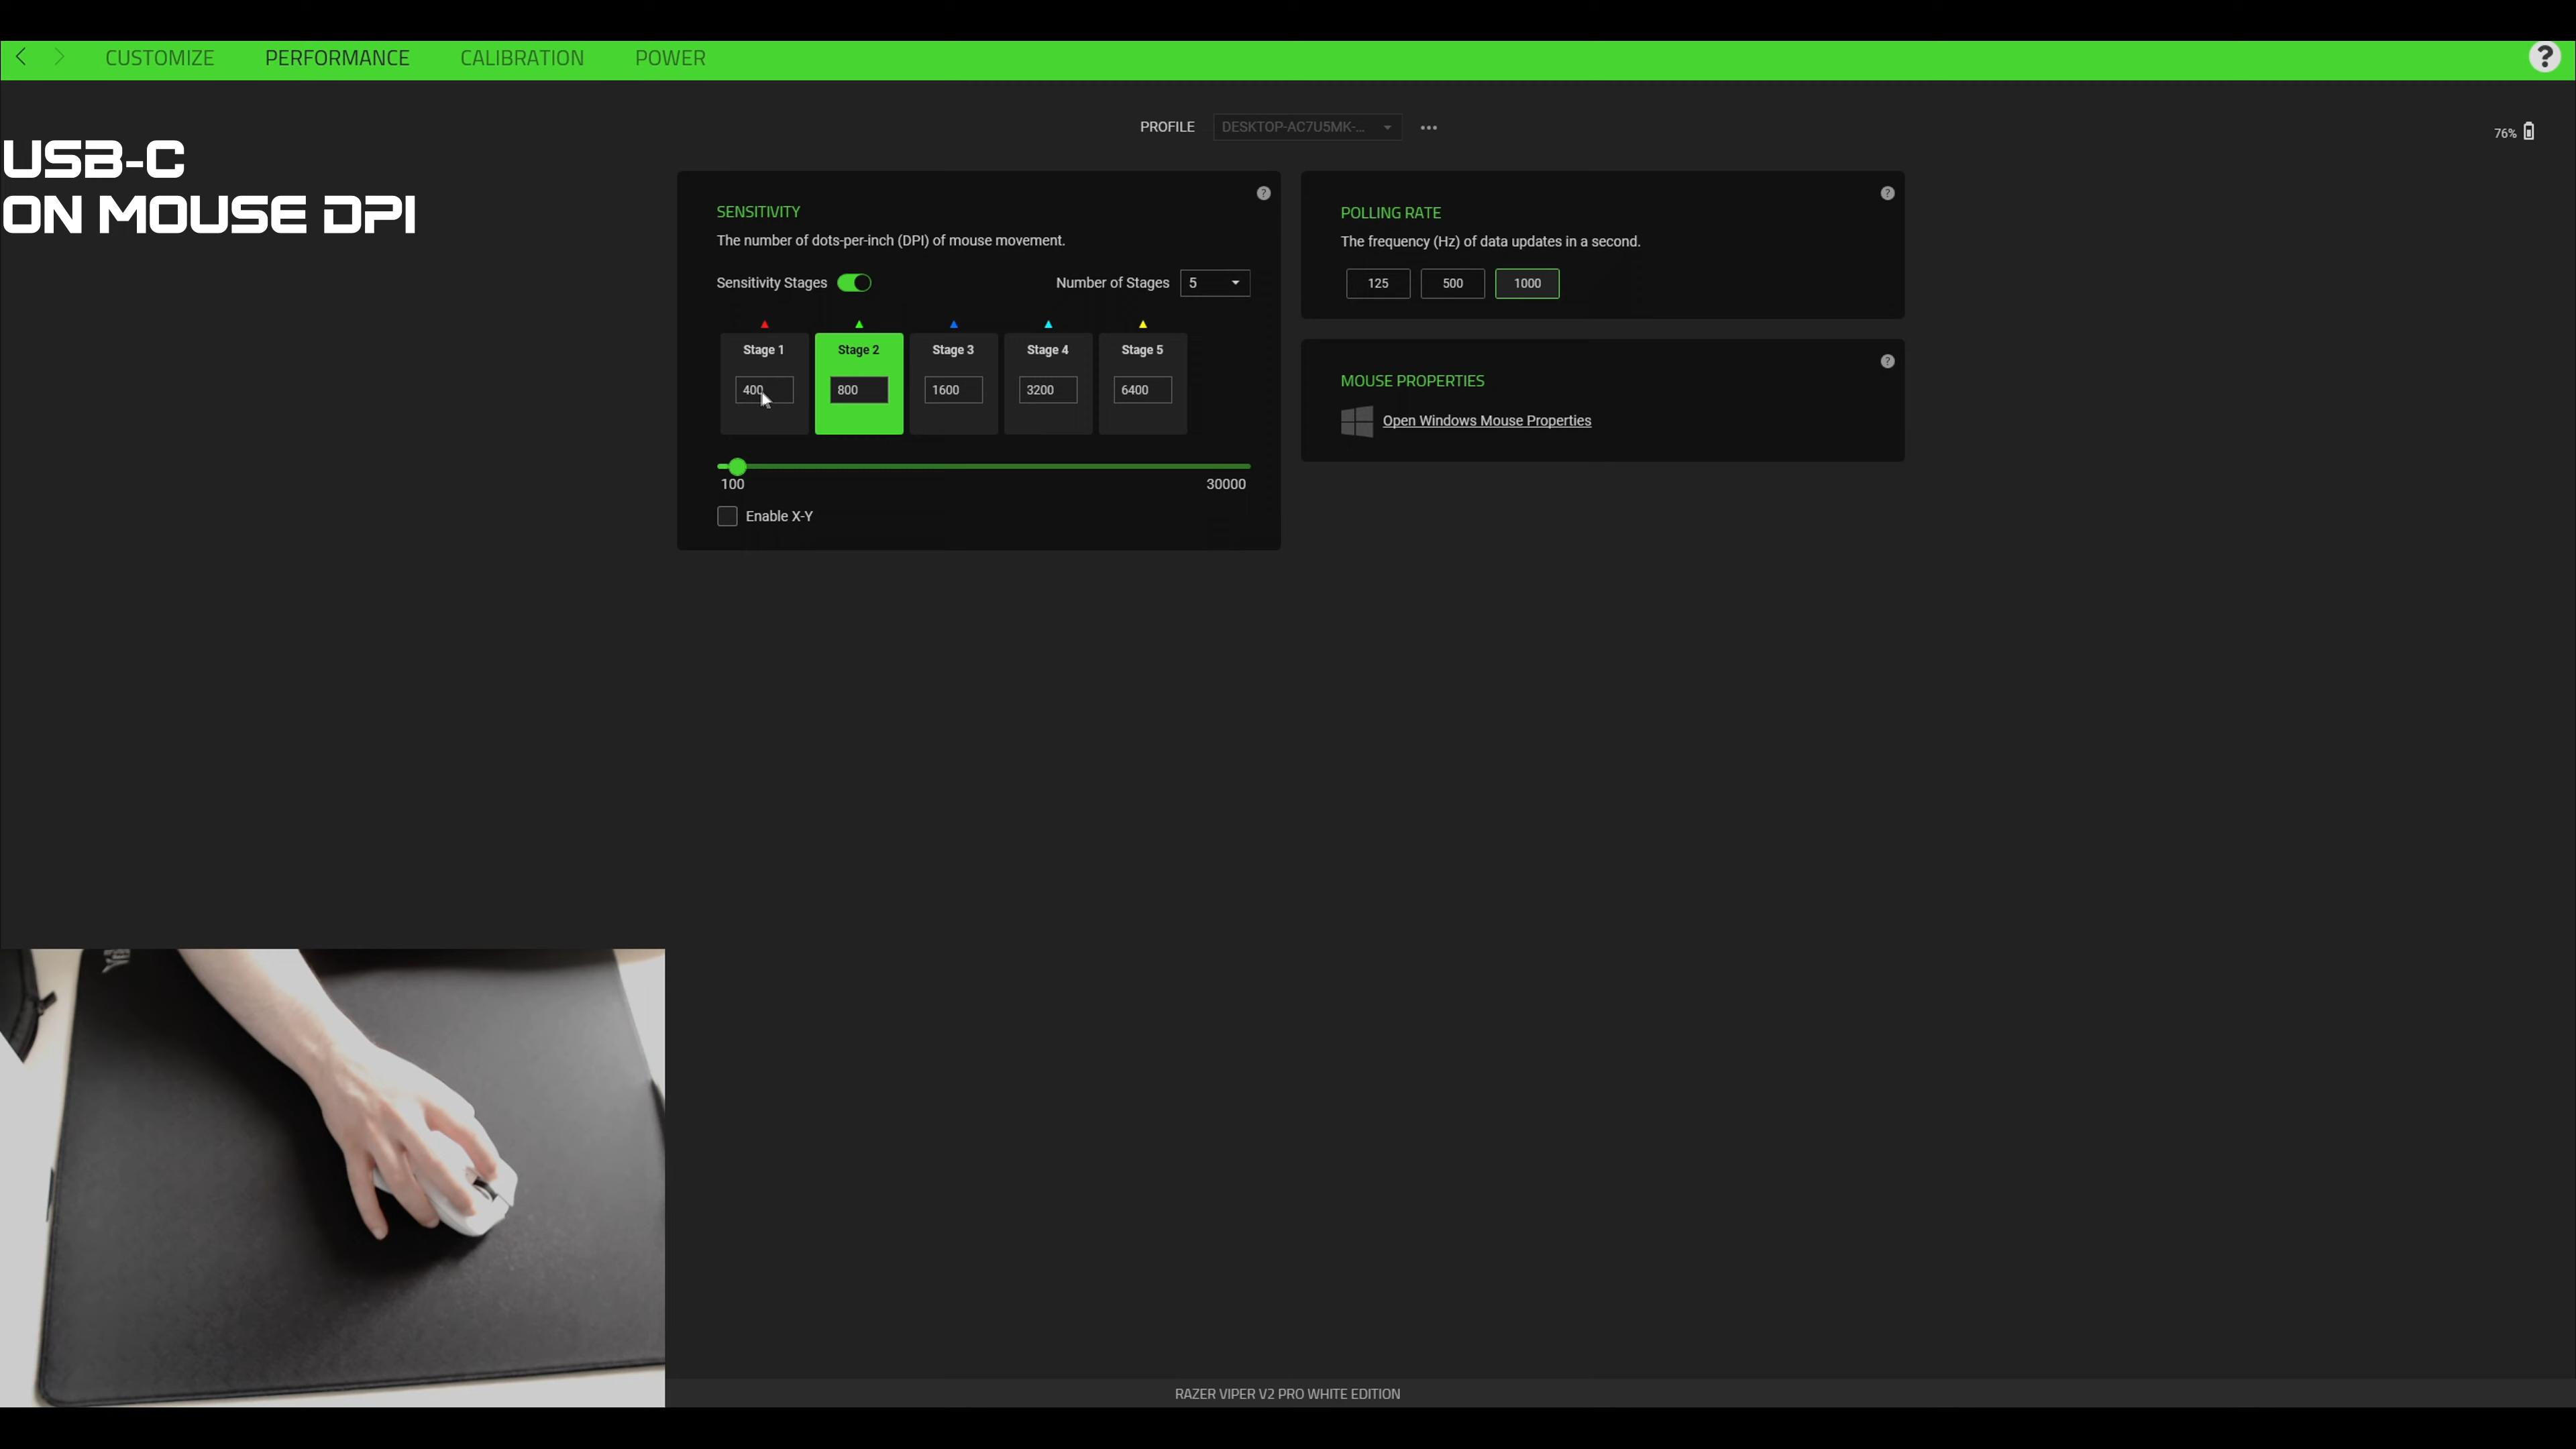 CUSTOMIZE PERFORMANCE CALIBRATION POWER ?
PROFILE DESKTOP-AC7U5MK-...
76%
USB-C
ON MOUSE DPI
SENSITIVITY ?
The number of dots-per-inch (DPI) of mouse movement.
Sensitivity Stages Number of Stages 5
Stage 1 Stage 2 Stage 3 Stage 4 Stage 5
400 800 1600 3200 6400
100 30000
Enable X-Y
POLLING RATE ?
The frequency (Hz) of data updates in a second.
125 500 1000
MOUSE PROPERTIES ?
Open Windows Mouse Properties
RAZER VIPER V2 PRO WHITE EDITION